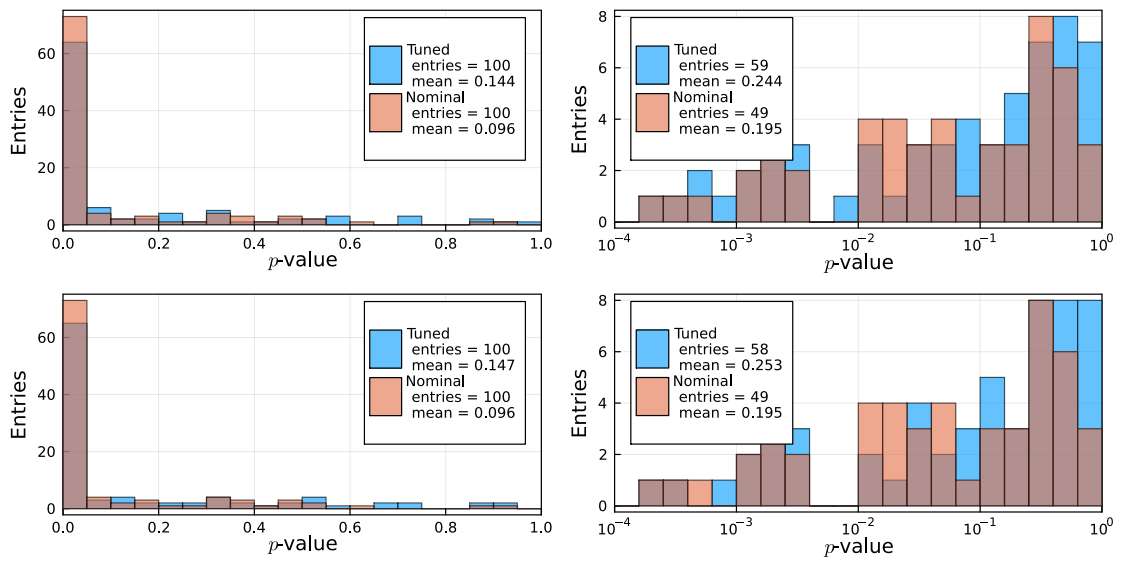 Entries
60
40
20
0
Tuned
entries = 100
mean = 0.144
Nominal
entries = 100
mean = 0.096
0.0 0.2 0.4 0.6 0.8 1.0
p-value
Entries
8
6
4
2
0
Tuned
entries = 59
mean = 0.244
Nominal
entries = 49
mean = 0.195
10⁻⁴ 10⁻³ 10⁻² 10⁻¹ 10⁰
p-value
Entries
60
40
20
0
Tuned
entries = 100
mean = 0.147
Nominal
entries = 100
mean = 0.096
0.0 0.2 0.4 0.6 0.8 1.0
p-value
Entries
8
6
4
2
0
Tuned
entries = 58
mean = 0.253
Nominal
entries = 49
mean = 0.195
10⁻⁴ 10⁻³ 10⁻² 10⁻¹ 10⁰
p-value